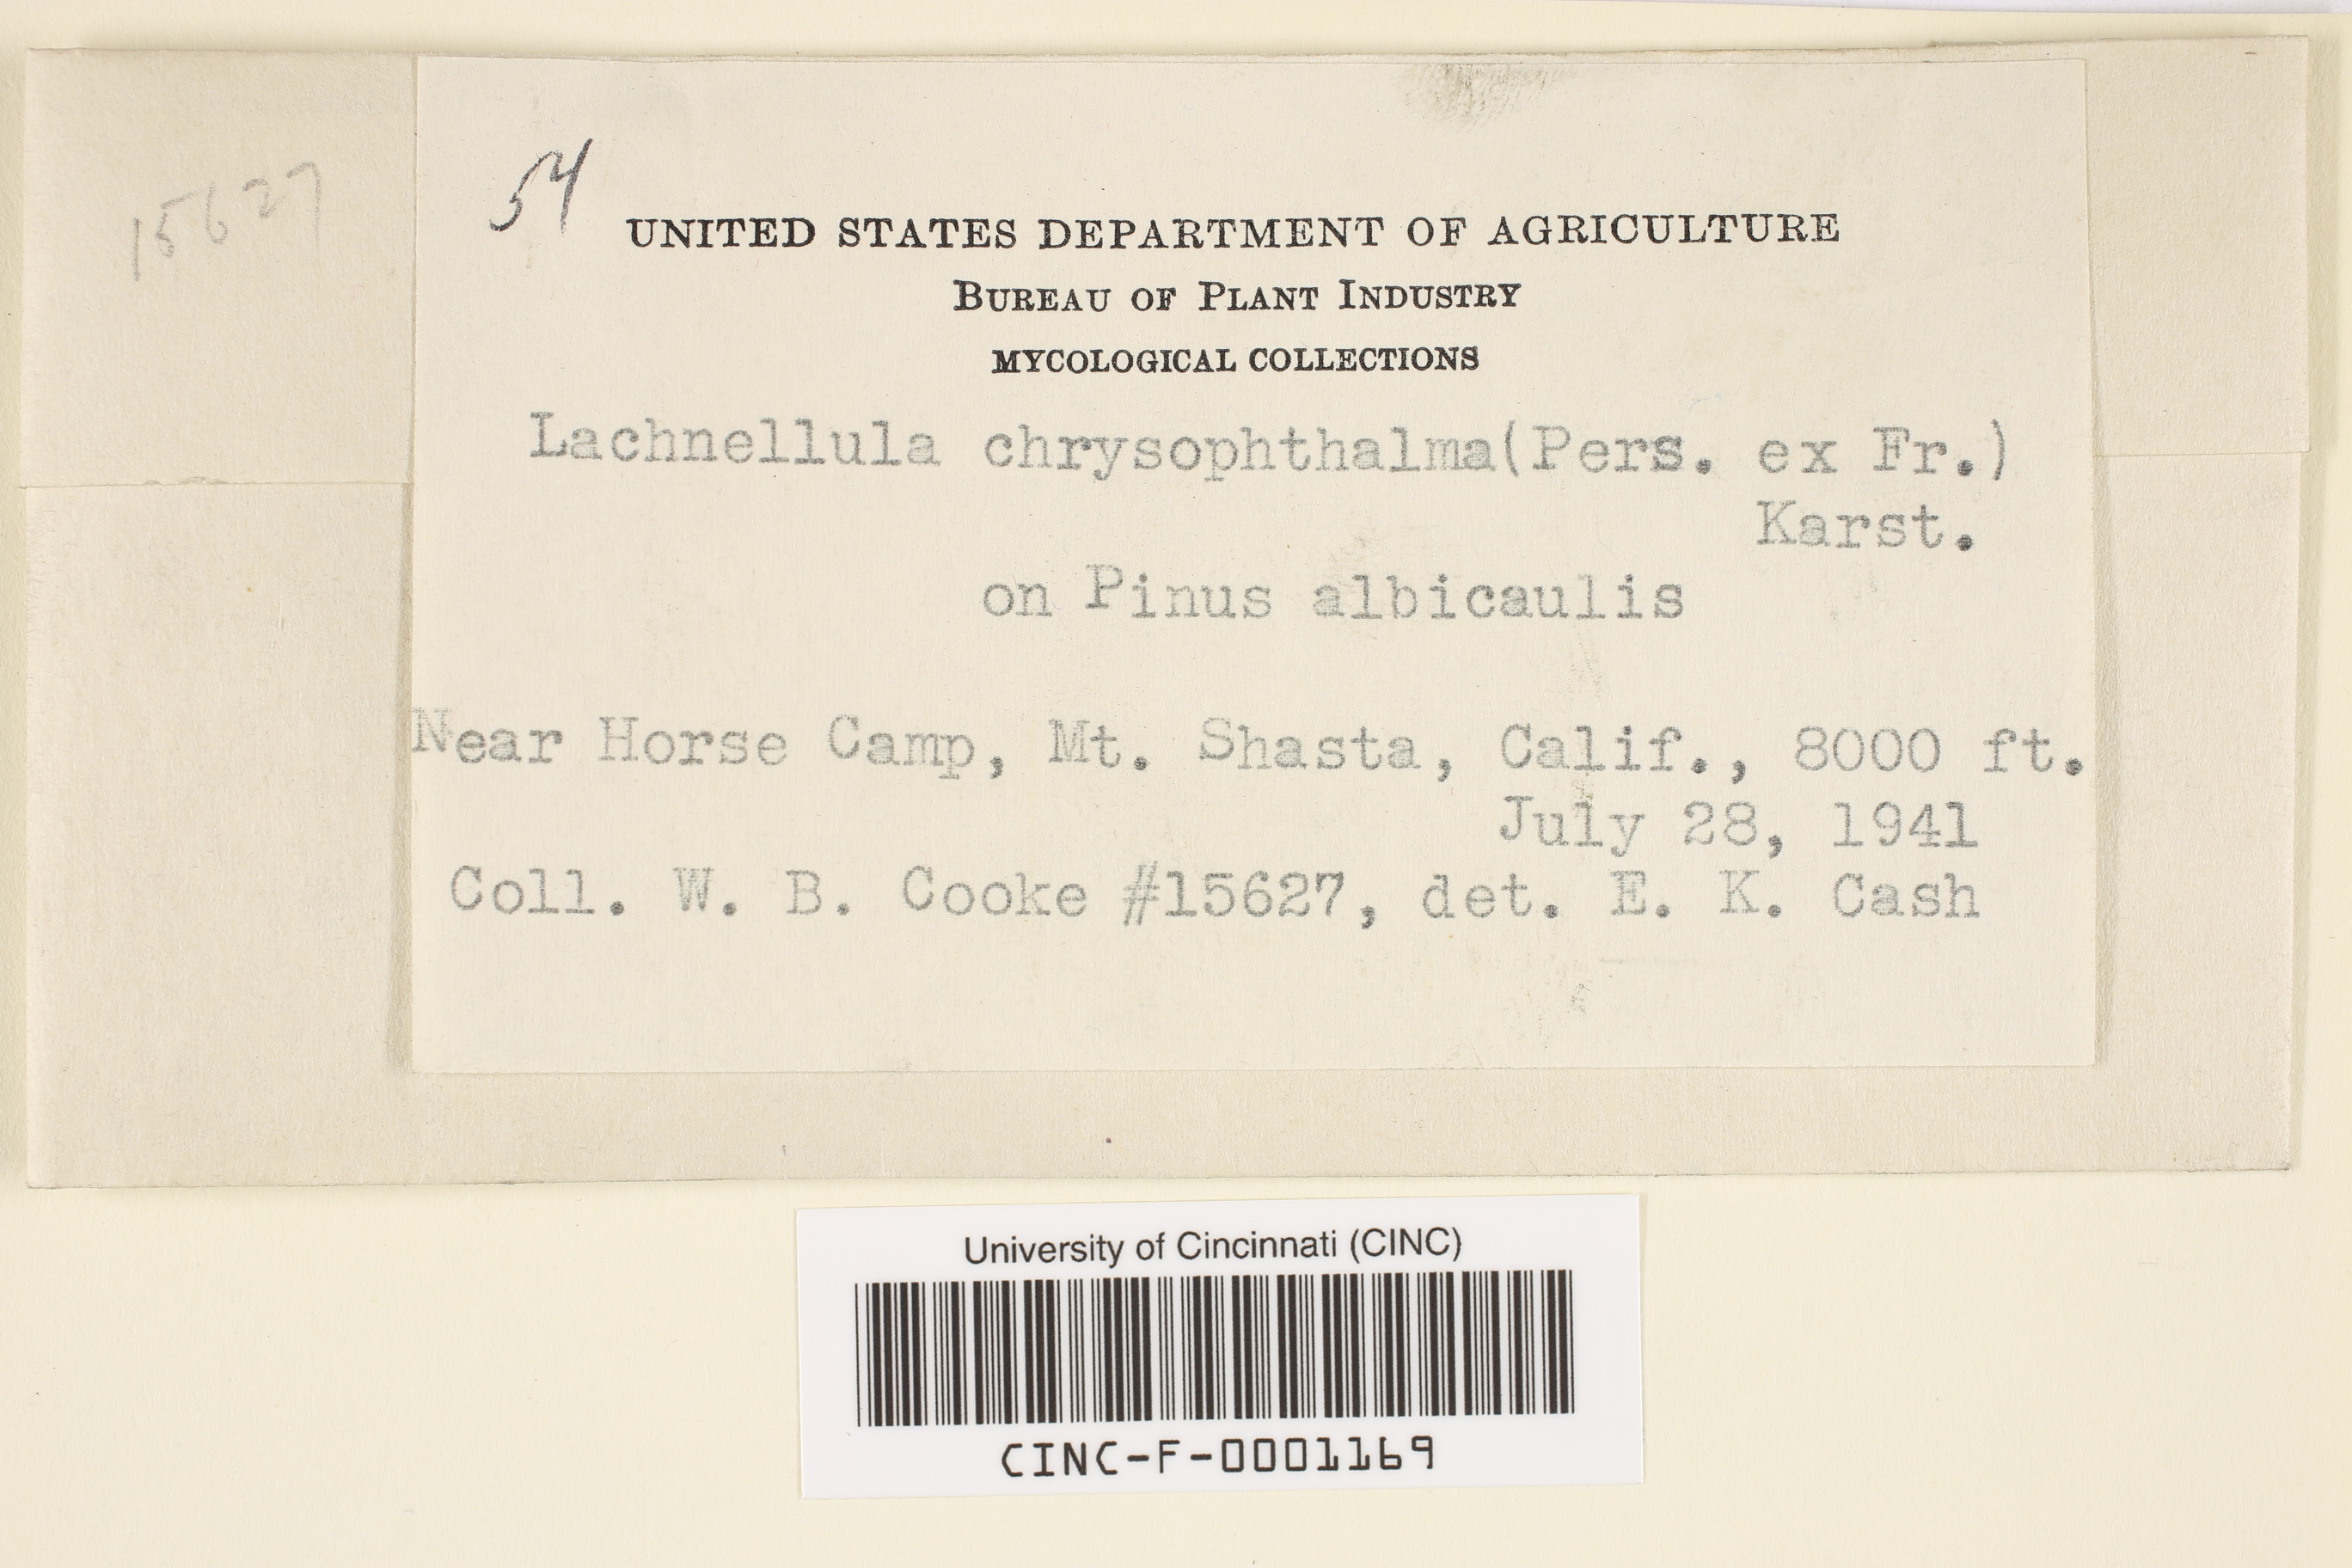 15627
54
UNITED STATES DEPARTMENT OF AGRICULTURE
BUREAU OF PLANT INDUSTRY
MYCOLOGICAL COLLECTIONS
Lachnellula chrysophthalma(Pers. ex Fr.)
Karst.
on Pinus albicaulis
Near Horse Camp, Mt. Shasta, Calif., 8000 ft.
July 28, 1941
Coll. W. B. Cooke #15627, det. E. K. Cash
University of Cincinnati (CINC)
CINC-F-0001169